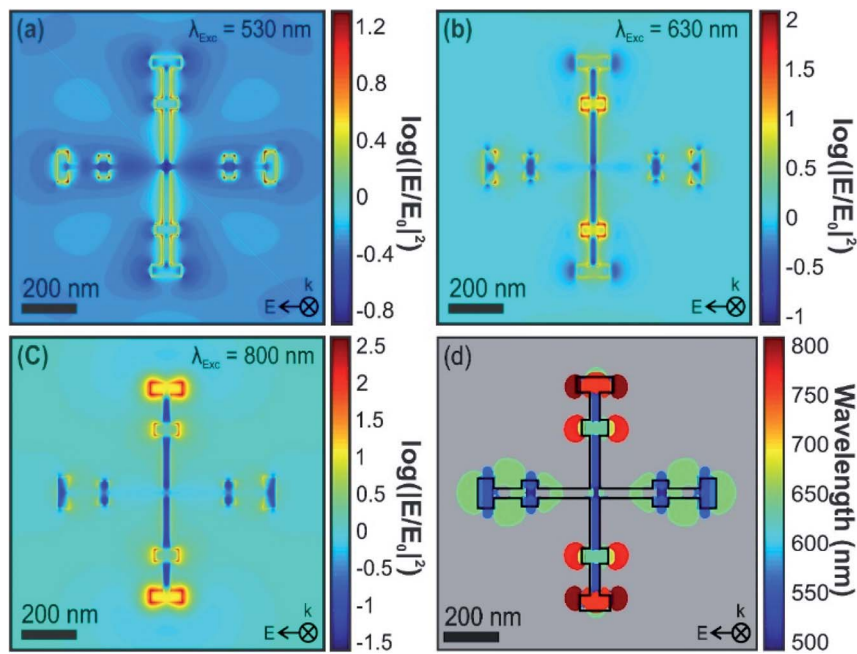 (a) λExc = 530 nm
1.2
0.4
0
-0.4
-0.8
log(|E/E₀|²)
200 nm
k
E
(b) λExc = 630 nm
2
1.5
1
0.5
0
-0.5
-1
log(|E/E₀|²)
200 nm
k
E
(C) λExc = 800 nm
2.5
2
1.5
1
0.5
0
-0.5
-1
-1.5
log(|E/E₀|²)
200 nm
k
E
(d)
800
750
700
650
600
550
500
Wavelength (nm)
200 nm
k
E